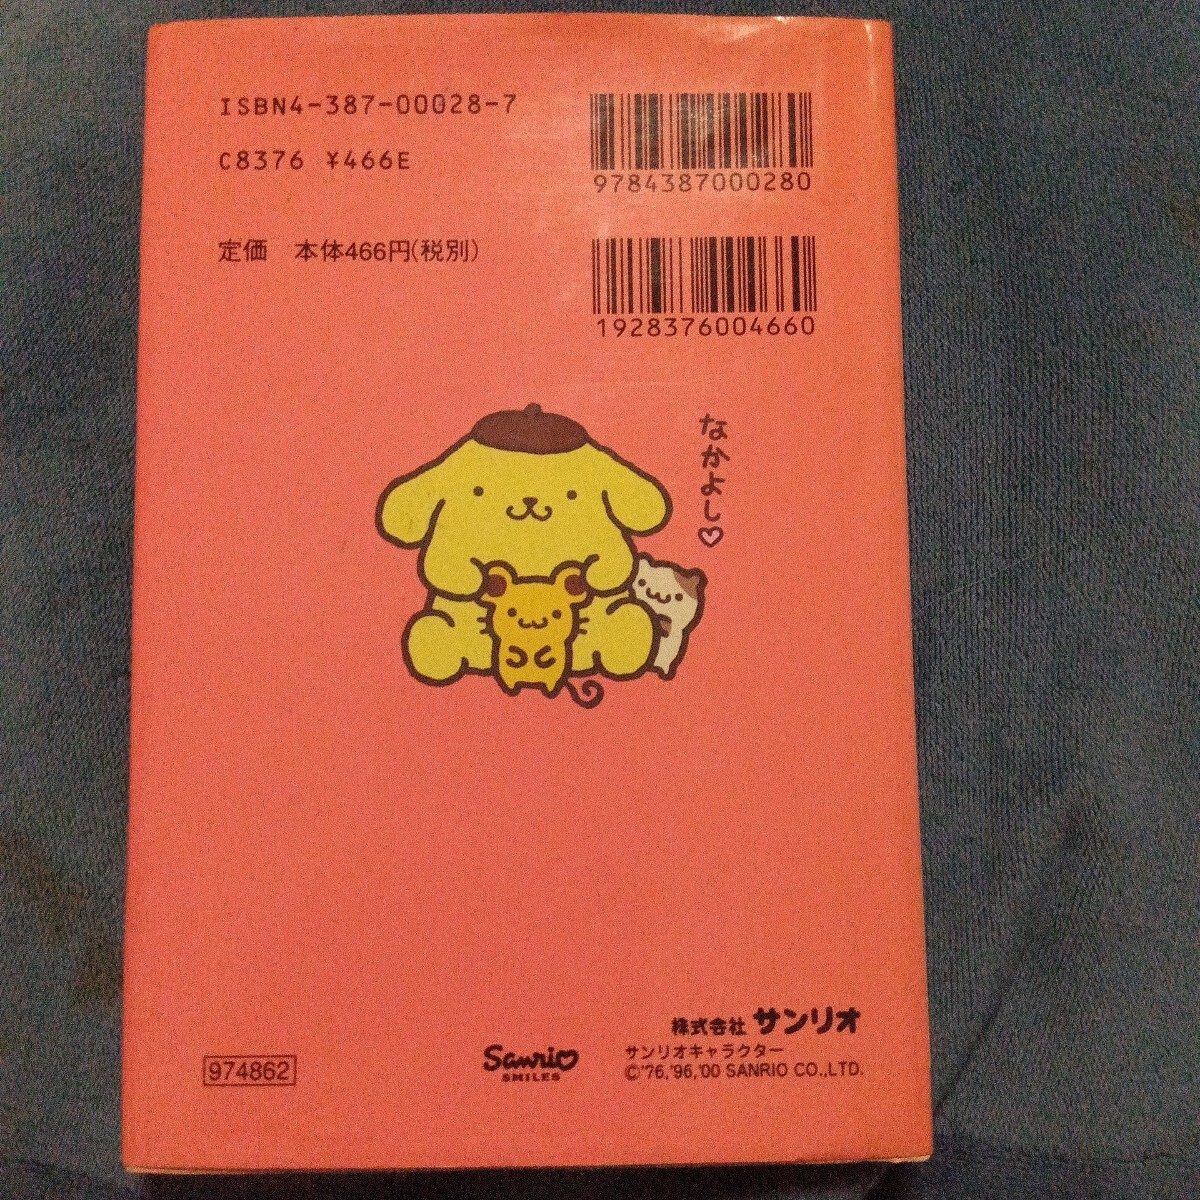 ISBN4-387-00028-7
C8376 ¥466E
9784387000280
定価 本体466円(税別)
1928376004660
なかよし♡
株式会社 サンリオ
サンリオキャラクター
©'76,'96,'00 SANRIO CO.,LTD.
Sanrio
SMILES
974862